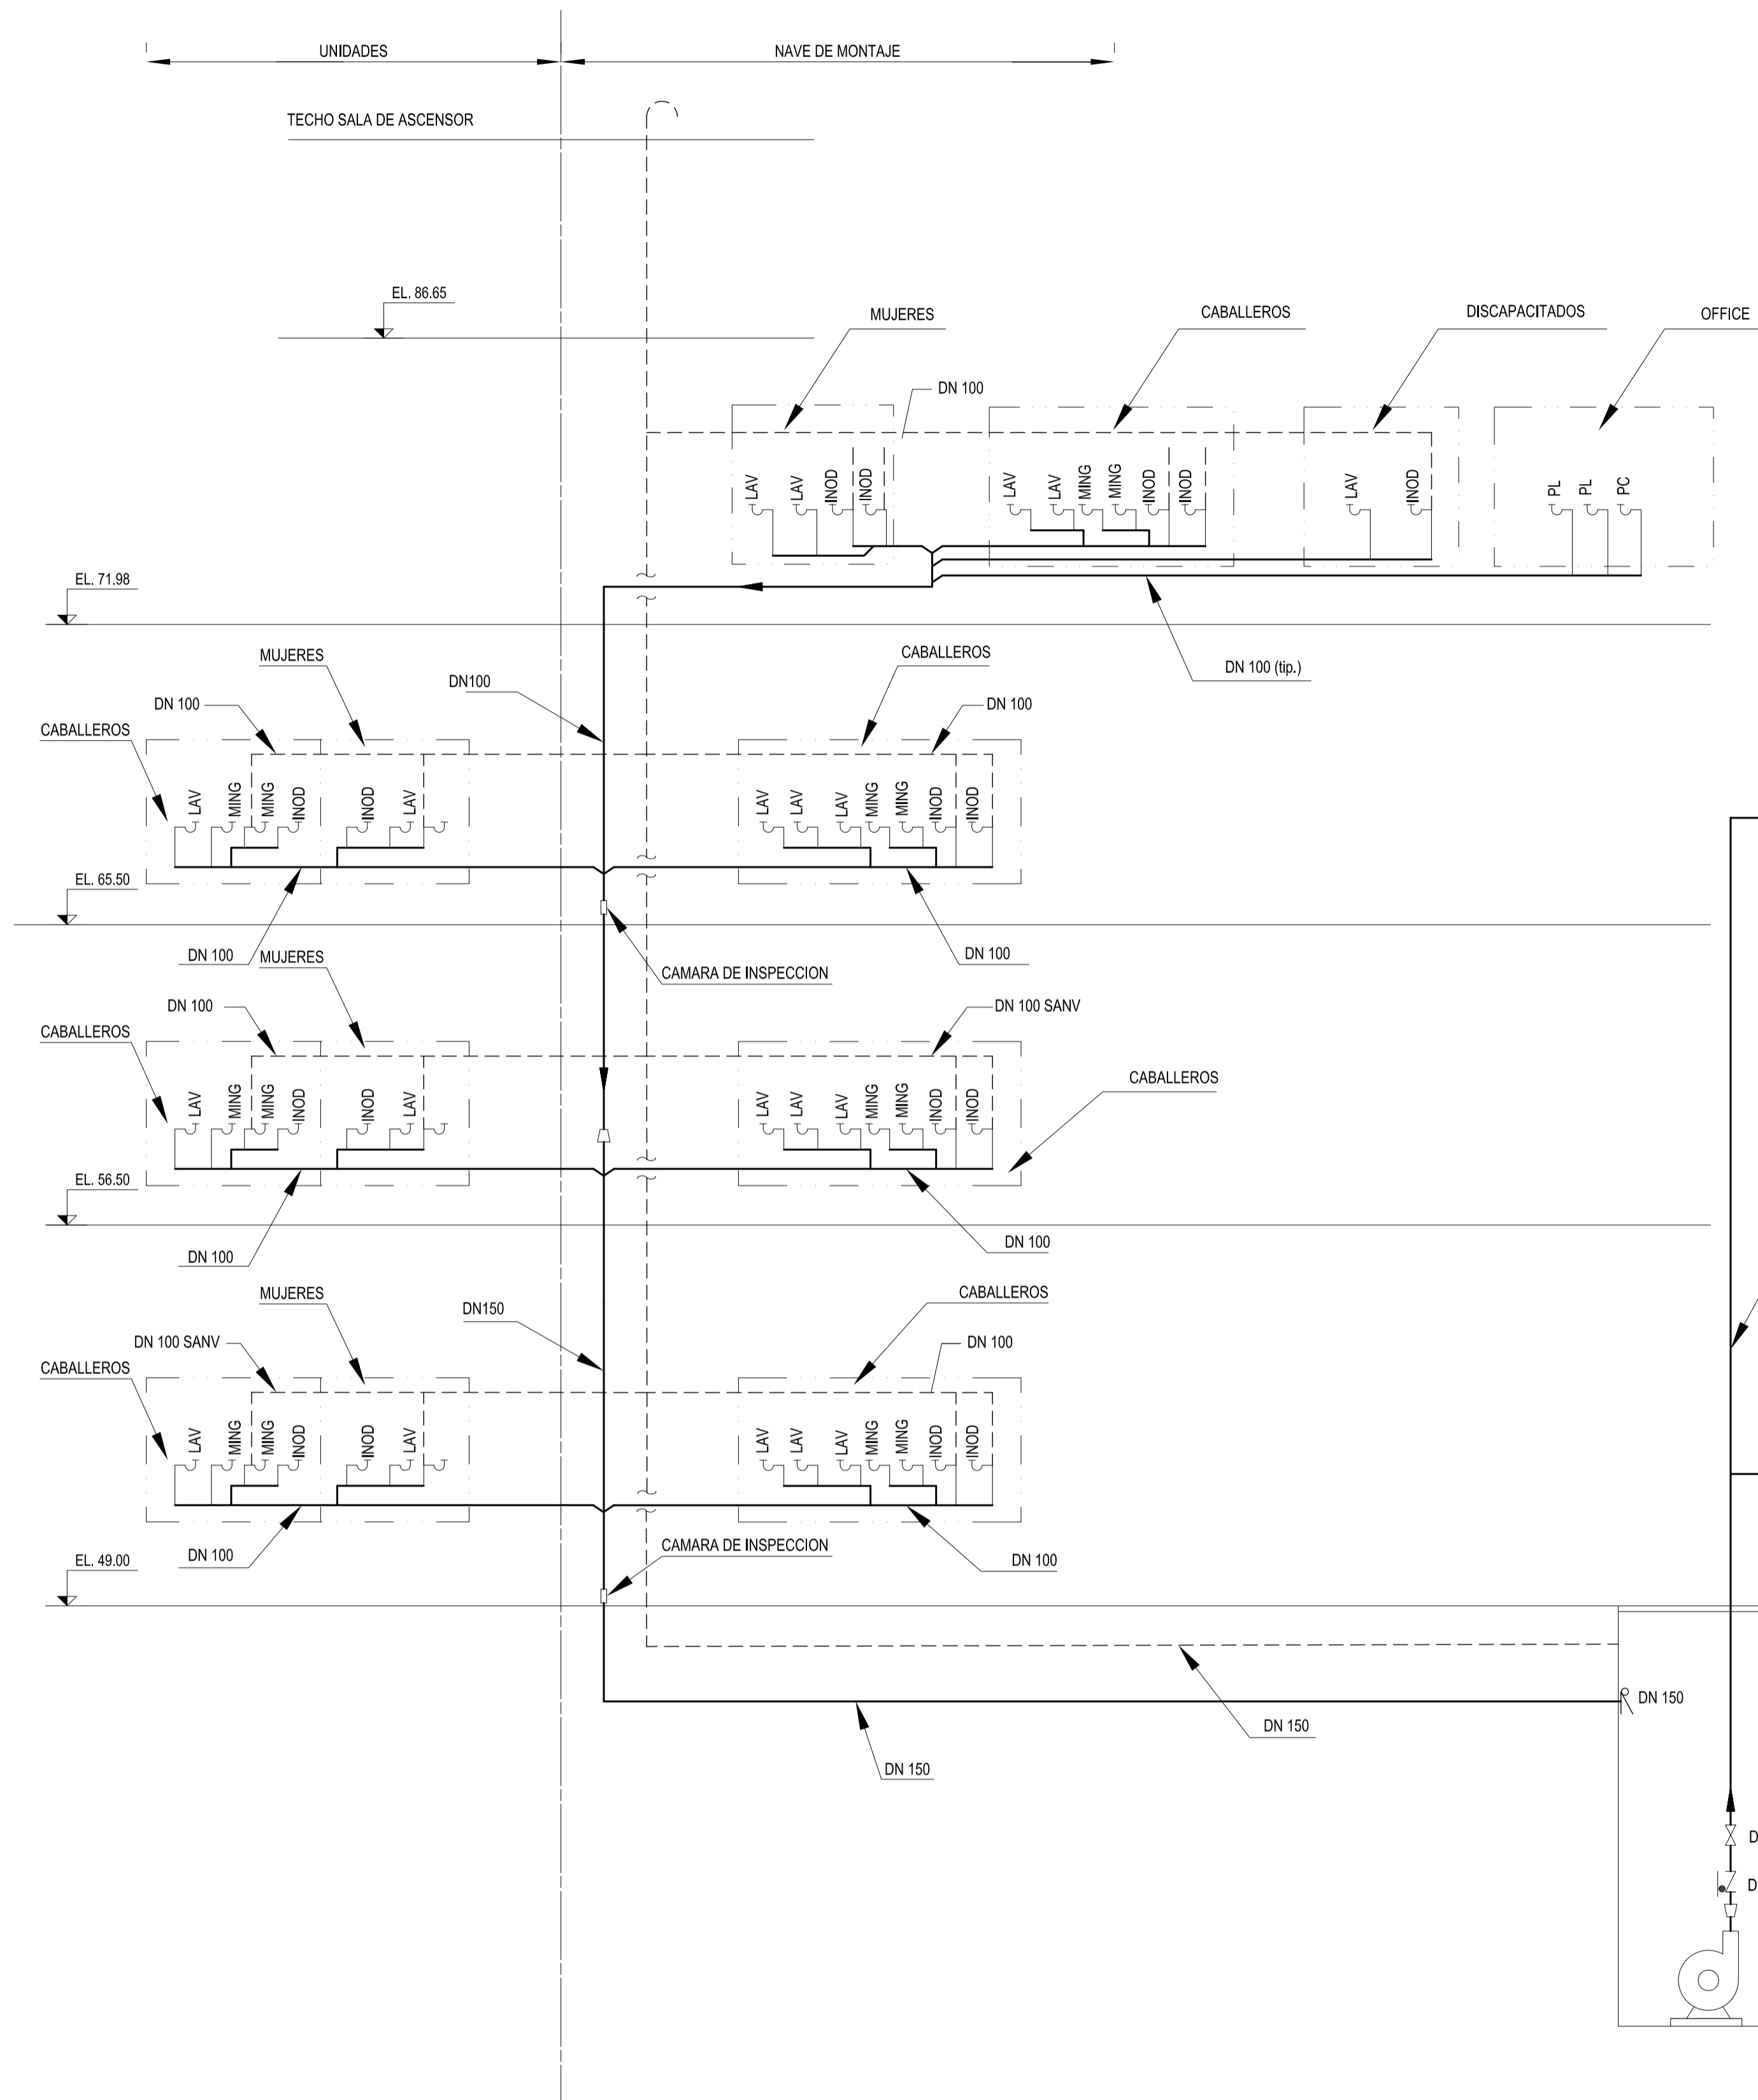 UNIDADES
NAVE DE MONTAJE
TECHO SALA DE ASCENSOR
EL. 86.65
MUJERES
CABALLEROS
DISCAPACITADOS
OFFICE
DN 100
LAV
LAV
INOD
INOD
LAV
LAV
MING
MING
INOD
INOD
LAV
INOD
PL
PL
PC
EL. 71.98
MUJERES
CABALLEROS
DN 100 (tip.)
DN100
DN 100
DN 100
CABALLEROS
LAV
MING
MING
INOD
INOD
LAV
LAV
LAV
LAV
MING
MING
INOD
INOD
EL. 65.50
DN 100
MUJERES
DN 100
CAMARA DE INSPECCION
DN 100
DN 100 SANV
CABALLEROS
CABALLEROS
LAV
MING
MING
INOD
INOD
LAV
LAV
LAV
LAV
MING
MING
INOD
INOD
EL. 56.50
DN 100
DN 100
MUJERES
DN150
CABALLEROS
DN 100 SANV
DN 100
CABALLEROS
LAV
MING
MING
INOD
INOD
LAV
LAV
LAV
LAV
MING
MING
INOD
INOD
EL. 49.00
DN 100
CAMARA DE INSPECCION
DN 100
DN 150
DN 150
DN 150